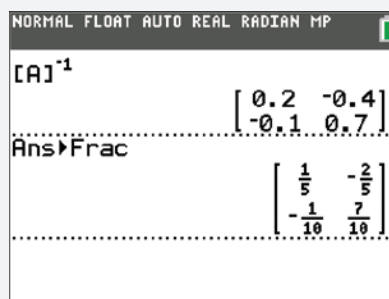 NORMAL FLOAT AUTO REAL RADIAN MP
[A]⁻¹
[ 0.2 -0.4 ]
[ -0.1 0.7 ]
Ans►Frac
[ 1/5 -2/5 ]
[ -1/10 7/10 ]